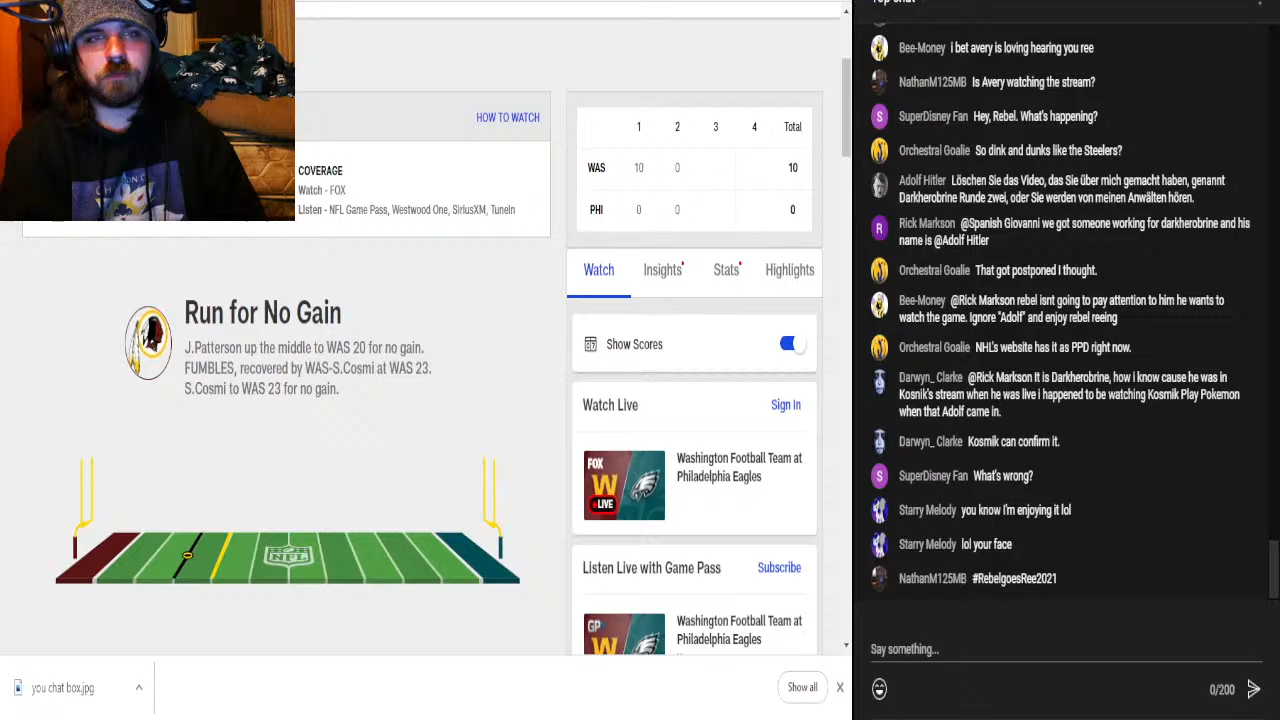 HOW TO WATCH
COVERAGE
Watch - FOX
Listen - NFL Game Pass, Westwood One, SiriusXM, TuneIn
1 2 3 4 Total
WAS 10 0 10
PHI 0 0 0
Watch Insights Stats Highlights
Run for No Gain
J.Patterson up the middle to WAS 20 for no gain.
FUMBLES, recovered by WAS-S.Cosmi at WAS 23.
S.Cosmi to WAS 23 for no gain.
NFL
Show Scores
Watch Live Sign In
FOX
W
LIVE
Washington Football Team at
Philadelphia Eagles
Listen Live with Game Pass Subscribe
GP
W
Washington Football Team at
Philadelphia Eagles
you chat box.jpg
Show all X
Top chat
Bee-Money i bet avery is loving hearing you ree
NathanM125MB Is Avery watching the stream?
S SuperDisney Fan Hey, Rebel. What's happening?
Orchestral Goalie So dink and dunks like the Steelers?
Adolf Hitler Löschen Sie das Video, das Sie über mich gemacht haben, genannt
Darkherobrine Runde zwei, oder Sie werden von meinen Anwälten hören.
R Rick Markson @Spanish Giovanni we got someone working for darkherobrine and his
name is @Adolf Hitler
Orchestral Goalie That got postponed I thought.
Bee-Money @Rick Markson rebel isnt going to pay attention to him he wants to
watch the game. Ignore "Adolf" and enjoy rebel reeing
Orchestral Goalie NHL's website has it as PPD right now.
Darwyn_ Clarke @Rick Markson It is Darkherobrine, how i know cause he was in
Kosnik's stream when he was live i happened to be watching Kosmik Play Pokemon
when that Adolf came in.
Darwyn_ Clarke Kosmik can confirm it.
S SuperDisney Fan What's wrong?
Starry Melody you know I'm enjoying it lol
Starry Melody lol your face
NathanM125MB #RebelgoesRee2021
Say something...
0/200